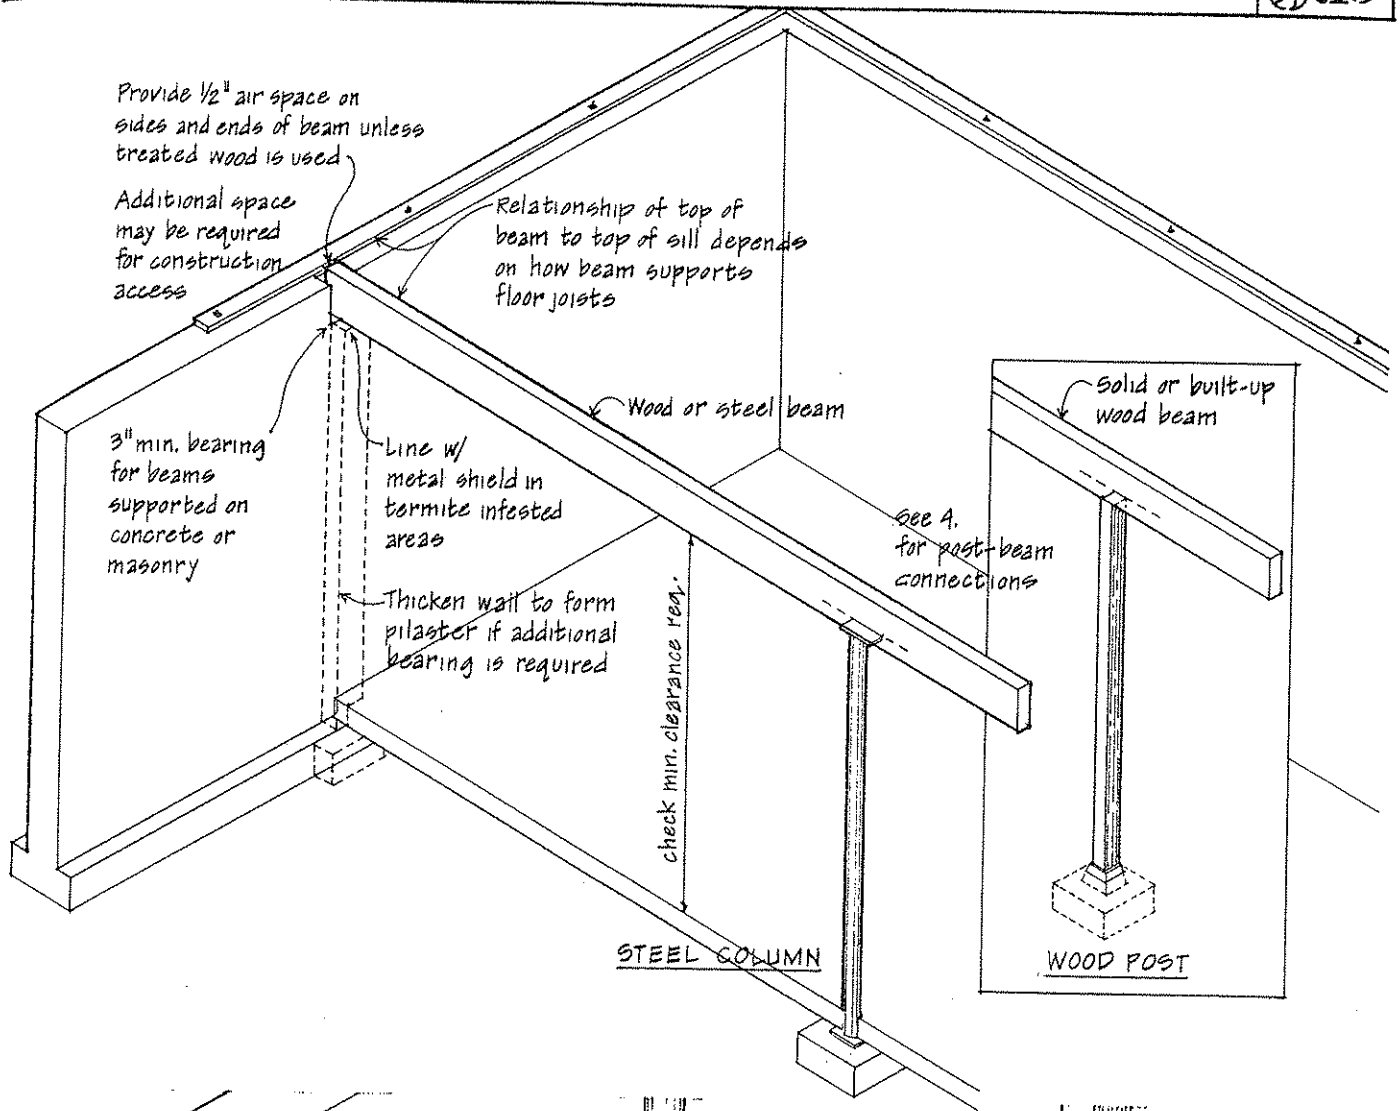 Provide 1/2" air space on
sides and ends of beam unless
treated wood is used
Additional space
may be required
for construction
access
Relationship of top of
beam to top of sill depends
on how beam supports
floor joists
3" min. bearing
for beams
supported on
concrete or
masonry
Line w/
metal shield in
termite infested
areas
Thicken wall to form
pilaster if additional
bearing is required
Wood or steel beam
check min. clearance req.
See 4.
for post-beam
connections
Solid or built-up
wood beam
STEEL COLUMN
WOOD POST